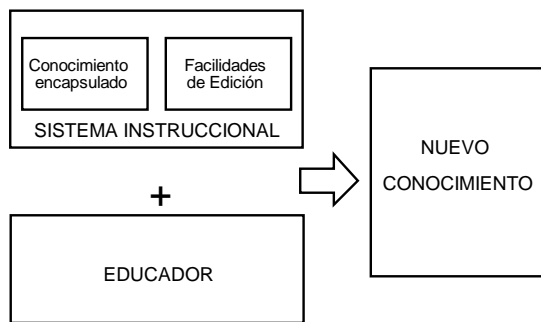 Conocimiento
encapsulado
Facilidades
de Edición
SISTEMA INSTRUCCIONAL
+
EDUCADOR
NUEVO
CONOCIMIENTO